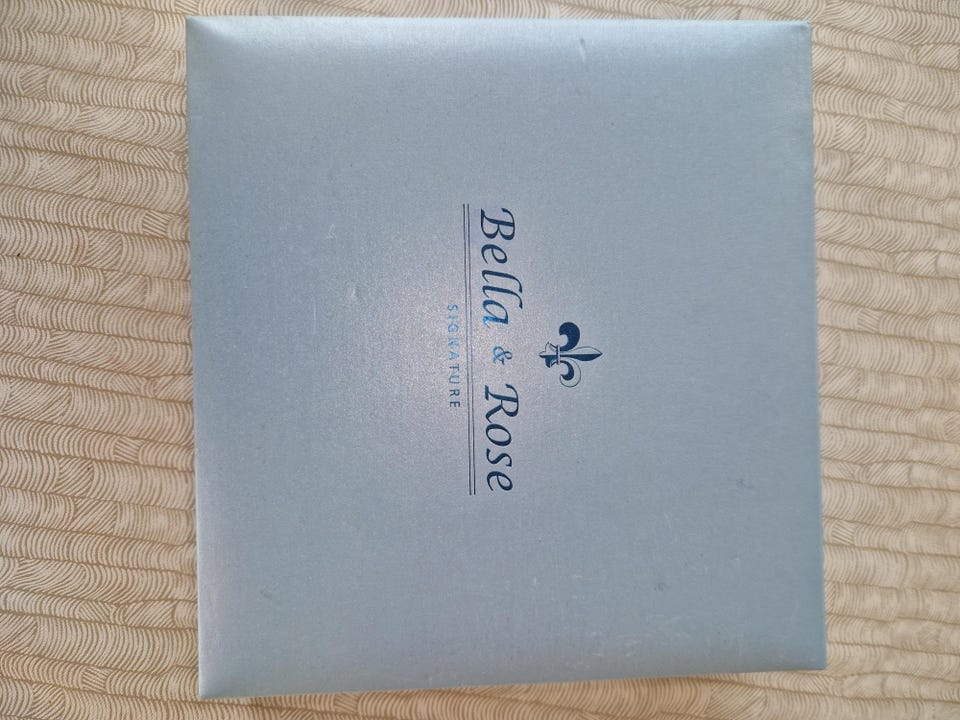 Bella & Rose
SIGNATURE